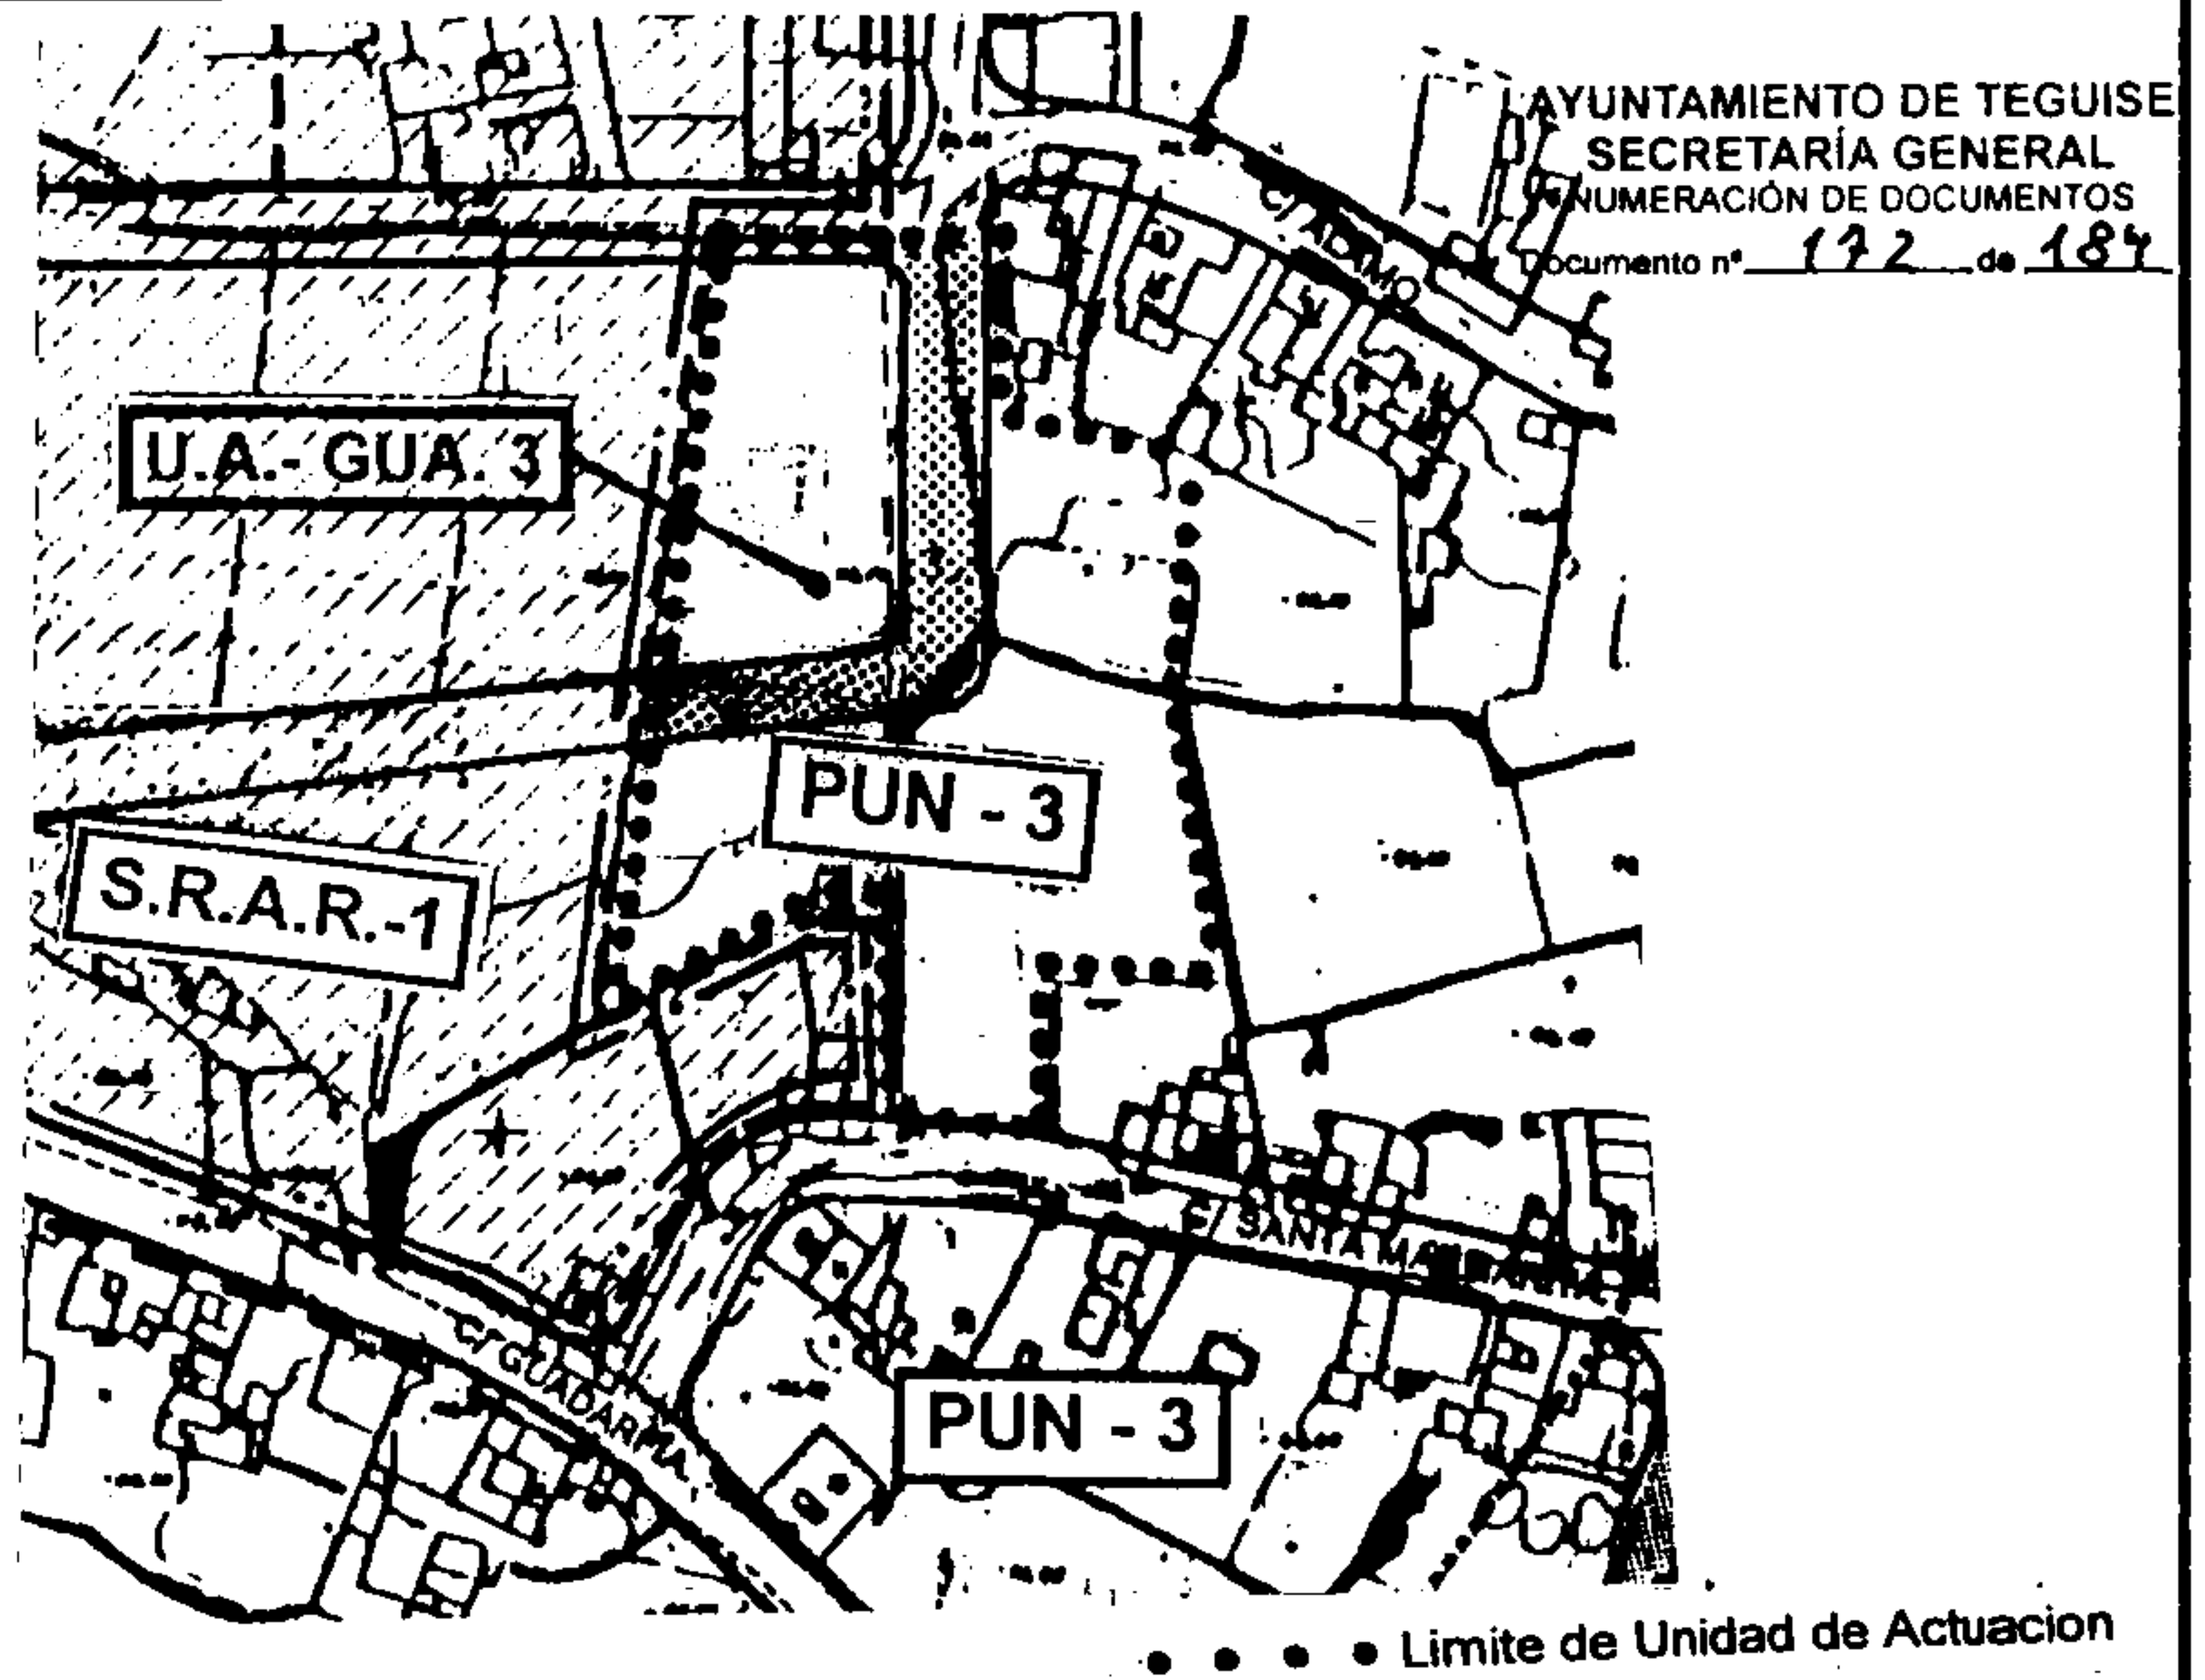 AYUNTAMIENTO DE TEGUISE
SECRETARÍA GENERAL
NUMERACIÓN DE DOCUMENTOS
Documento nº 172 de 184
C/ ADAMO
U.A.- GUA. 3
PUN - 3
S.R.A.R.-1
C/ SANTA MARGARITA
C/ GUADARFIA
PUN - 3
Limite de Unidad de Actuacion